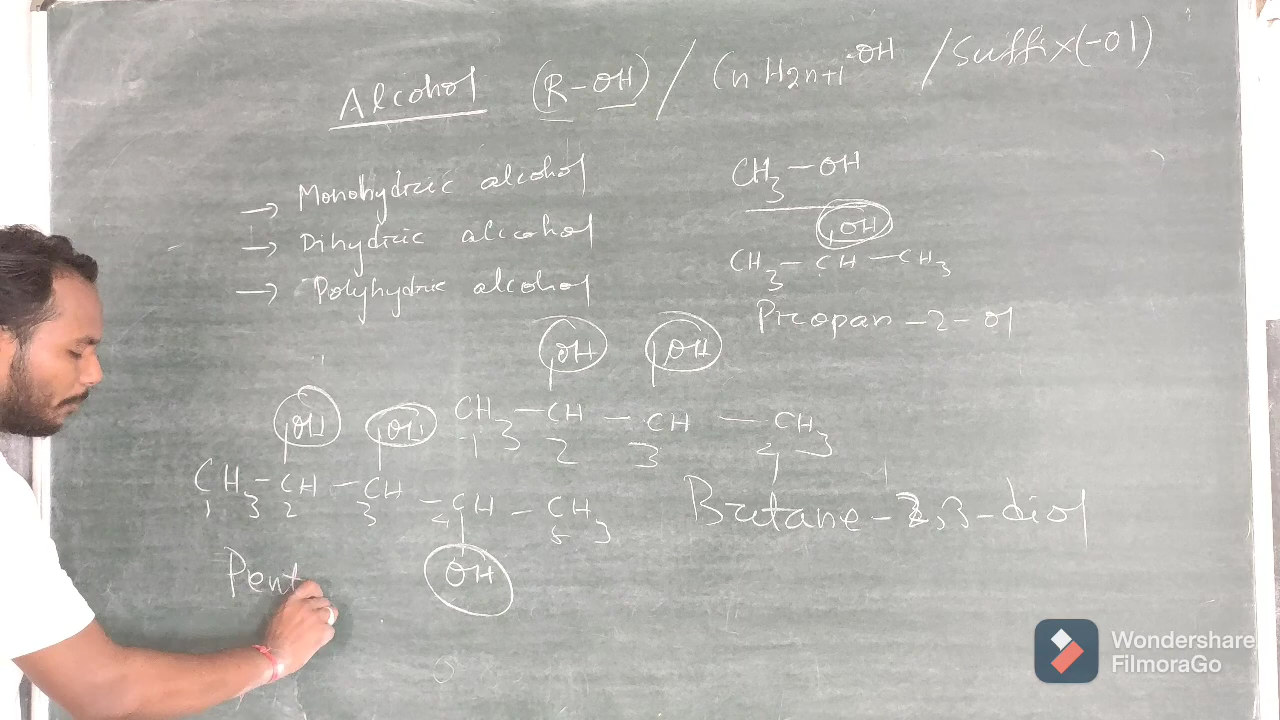 Alcohol (R-OH) / CnH2n+1-OH / Suffix(-ol)
→ Monohydric alcohol
→ Dihydric alcohol
→ Polyhydric alcohol
CH3 - OH
OH
CH3 - CH - CH3
Propan - 2 - ol
OH OH
CH3 - CH - CH - CH3
1 2 3 4
Butane - 2,3 - diol
OH OH
CH3 - CH - CH - CH - CH3
1 2 3 4 5
OH
Pent
Wondershare
FilmoraGo